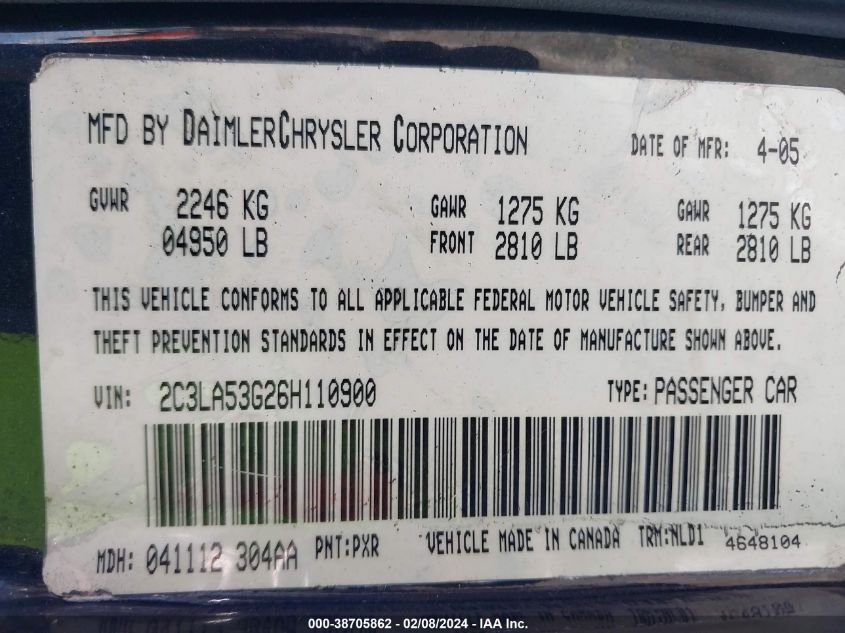 MFD BY DAIMLERCHRYSLER CORPORATION DATE OF MFR: 4-05
GVWR 2246 KG GAWR 1275 KG GAWR 1275 KG
04950 LB FRONT 2810 LB REAR 2810 LB
THIS VEHICLE CONFORMS TO ALL APPLICABLE FEDERAL MOTOR VEHICLE SAFETY, BUMPER AND
THEFT PREVENTION STANDARDS IN EFFECT ON THE DATE OF MANUFACTURE SHOWN ABOVE.
VIN: 2C3LA53G26H110900 TYPE: PASSENGER CAR
MDH: 041112 304AA PNT:PXR VEHICLE MADE IN CANADA TRM:NLD1 4648104
000-38705862 - 02/08/2024 - IAA Inc.